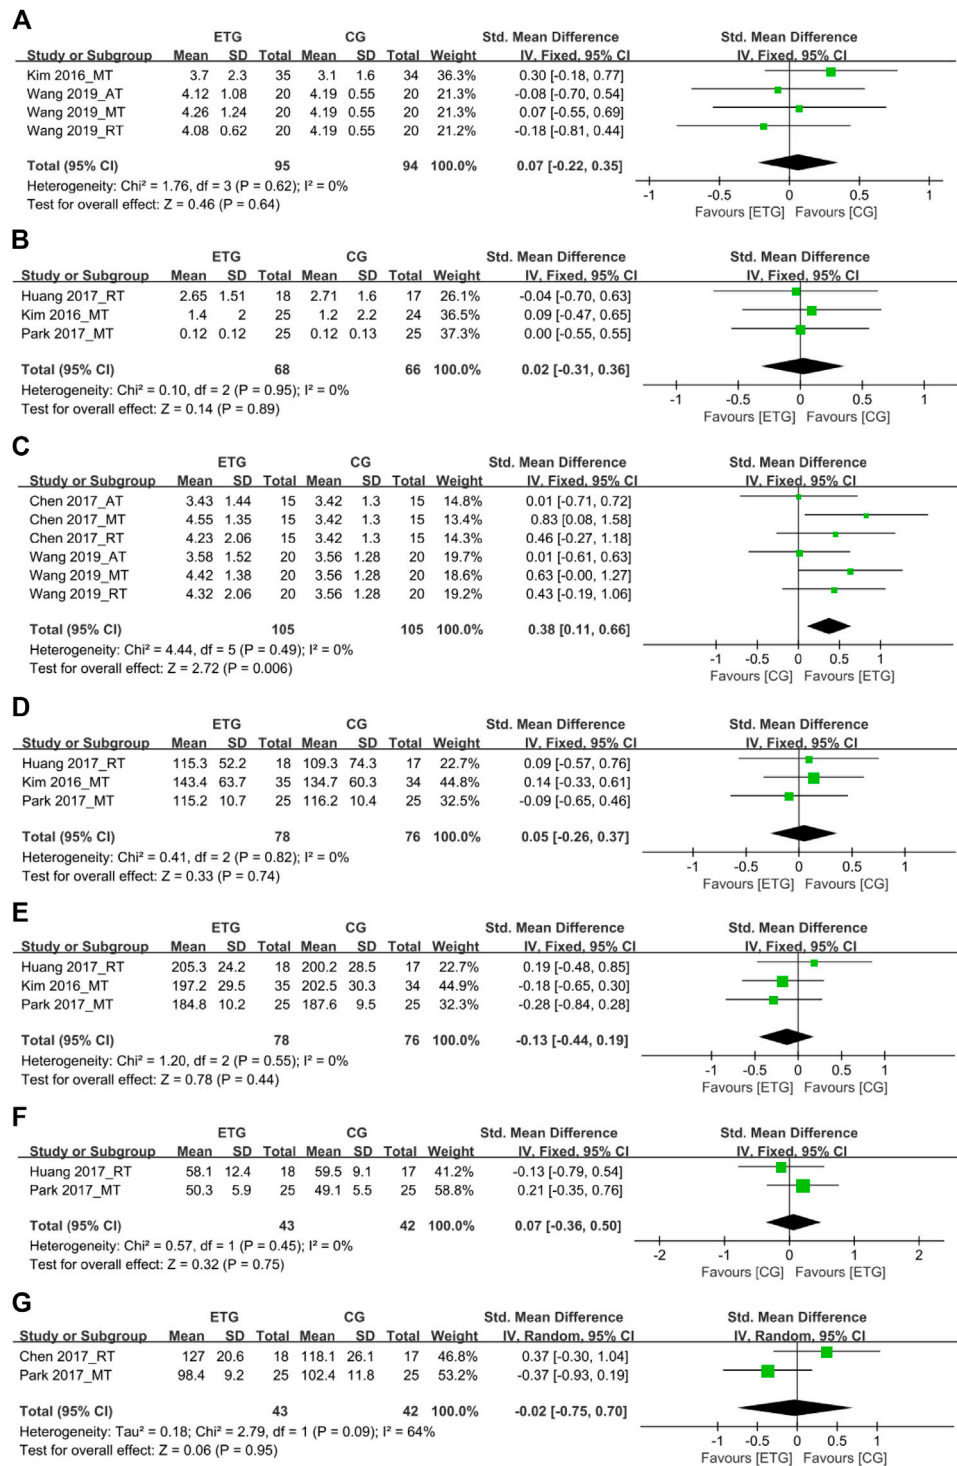 A
ETG CG Std. Mean Difference Std. Mean Difference
Study or Subgroup Mean SD Total Mean SD Total Weight IV, Fixed, 95% CI IV, Fixed, 95% CI
Kim 2016_MT 3.7 2.3 35 3.1 1.6 34 36.3% 0.30 [-0.18, 0.77]
Wang 2019_AT 4.12 1.08 20 4.19 0.55 20 21.3% -0.08 [-0.70, 0.54]
Wang 2019_MT 4.26 1.24 20 4.19 0.55 20 21.3% 0.07 [-0.55, 0.69]
Wang 2019_RT 4.08 0.62 20 4.19 0.55 20 21.2% -0.18 [-0.81, 0.44]
Total (95% CI) 95 94 100.0% 0.07 [-0.22, 0.35]
Heterogeneity: Chi² = 1.76, df = 3 (P = 0.62); I² = 0%
Test for overall effect: Z = 0.46 (P = 0.64)
-1 -0.5 0 0.5 1
Favours [ETG] Favours [CG]
B
ETG CG Std. Mean Difference Std. Mean Difference
Study or Subgroup Mean SD Total Mean SD Total Weight IV, Fixed, 95% CI IV, Fixed, 95% CI
Huang 2017_RT 2.65 1.51 18 2.71 1.6 17 26.1% -0.04 [-0.70, 0.63]
Kim 2016_MT 1.4 2 25 1.2 2.2 24 36.5% 0.09 [-0.47, 0.65]
Park 2017_MT 0.12 0.12 25 0.12 0.13 25 37.3% 0.00 [-0.55, 0.55]
Total (95% CI) 68 66 100.0% 0.02 [-0.31, 0.36]
Heterogeneity: Chi² = 0.10, df = 2 (P = 0.95); I² = 0%
Test for overall effect: Z = 0.14 (P = 0.89)
-1 -0.5 0 0.5 1
Favours [ETG] Favours [CG]
C
ETG CG Std. Mean Difference Std. Mean Difference
Study or Subgroup Mean SD Total Mean SD Total Weight IV, Fixed, 95% CI IV, Fixed, 95% CI
Chen 2017_AT 3.43 1.44 15 3.42 1.3 15 14.8% 0.01 [-0.71, 0.72]
Chen 2017_MT 4.55 1.35 15 3.42 1.3 15 13.4% 0.83 [0.08, 1.58]
Chen 2017_RT 4.23 2.06 15 3.42 1.3 15 14.3% 0.46 [-0.27, 1.18]
Wang 2019_AT 3.58 1.52 20 3.56 1.28 20 19.7% 0.01 [-0.61, 0.63]
Wang 2019_MT 4.42 1.38 20 3.56 1.28 20 18.6% 0.63 [-0.00, 1.27]
Wang 2019_RT 4.32 2.06 20 3.56 1.28 20 19.2% 0.43 [-0.19, 1.06]
Total (95% CI) 105 105 100.0% 0.38 [0.11, 0.66]
Heterogeneity: Chi² = 4.44, df = 5 (P = 0.49); I² = 0%
Test for overall effect: Z = 2.72 (P = 0.006)
-1 -0.5 0 0.5 1
Favours [CG] Favours [ETG]
D
ETG CG Std. Mean Difference Std. Mean Difference
Study or Subgroup Mean SD Total Mean SD Total Weight IV, Fixed, 95% CI IV, Fixed, 95% CI
Huang 2017_RT 115.3 52.2 18 109.3 74.3 17 22.7% 0.09 [-0.57, 0.76]
Kim 2016_MT 143.4 63.7 35 134.7 60.3 34 44.8% 0.14 [-0.33, 0.61]
Park 2017_MT 115.2 10.7 25 116.2 10.4 25 32.5% -0.09 [-0.65, 0.46]
Total (95% CI) 78 76 100.0% 0.05 [-0.26, 0.37]
Heterogeneity: Chi² = 0.41, df = 2 (P = 0.82); I² = 0%
Test for overall effect: Z = 0.33 (P = 0.74)
-1 -0.5 0 0.5 1
Favours [ETG] Favours [CG]
E
ETG CG Std. Mean Difference Std. Mean Difference
Study or Subgroup Mean SD Total Mean SD Total Weight IV, Fixed, 95% CI IV, Fixed, 95% CI
Huang 2017_RT 205.3 24.2 18 200.2 28.5 17 22.7% 0.19 [-0.48, 0.85]
Kim 2016_MT 197.2 29.5 35 202.5 30.3 34 44.9% -0.18 [-0.65, 0.30]
Park 2017_MT 184.8 10.2 25 187.6 9.5 25 32.3% -0.28 [-0.84, 0.28]
Total (95% CI) 78 76 100.0% -0.13 [-0.44, 0.19]
Heterogeneity: Chi² = 1.20, df = 2 (P = 0.55); I² = 0%
Test for overall effect: Z = 0.78 (P = 0.44)
-1 -0.5 0 0.5 1
Favours [ETG] Favours [CG]
F
ETG CG Std. Mean Difference Std. Mean Difference
Study or Subgroup Mean SD Total Mean SD Total Weight IV, Fixed, 95% CI IV, Fixed, 95% CI
Huang 2017_RT 58.1 12.4 18 59.5 9.1 17 41.2% -0.13 [-0.79, 0.54]
Park 2017_MT 50.3 5.9 25 49.1 5.5 25 58.8% 0.21 [-0.35, 0.76]
Total (95% CI) 43 42 100.0% 0.07 [-0.36, 0.50]
Heterogeneity: Chi² = 0.57, df = 1 (P = 0.45); I² = 0%
Test for overall effect: Z = 0.32 (P = 0.75)
-2 -1 0 1 2
Favours [CG] Favours [ETG]
G
ETG CG Std. Mean Difference Std. Mean Difference
Study or Subgroup Mean SD Total Mean SD Total Weight IV, Random, 95% CI IV, Random, 95% CI
Chen 2017_RT 127 20.6 18 118.1 26.1 17 46.8% 0.37 [-0.30, 1.04]
Park 2017_MT 98.4 9.2 25 102.4 11.8 25 53.2% -0.37 [-0.93, 0.19]
Total (95% CI) 43 42 100.0% -0.02 [-0.75, 0.70]
Heterogeneity: Tau² = 0.18; Chi² = 2.79, df = 1 (P = 0.09); I² = 64%
Test for overall effect: Z = 0.06 (P = 0.95)
-1 -0.5 0 0.5 1
Favours [ETG] Favours [CG]